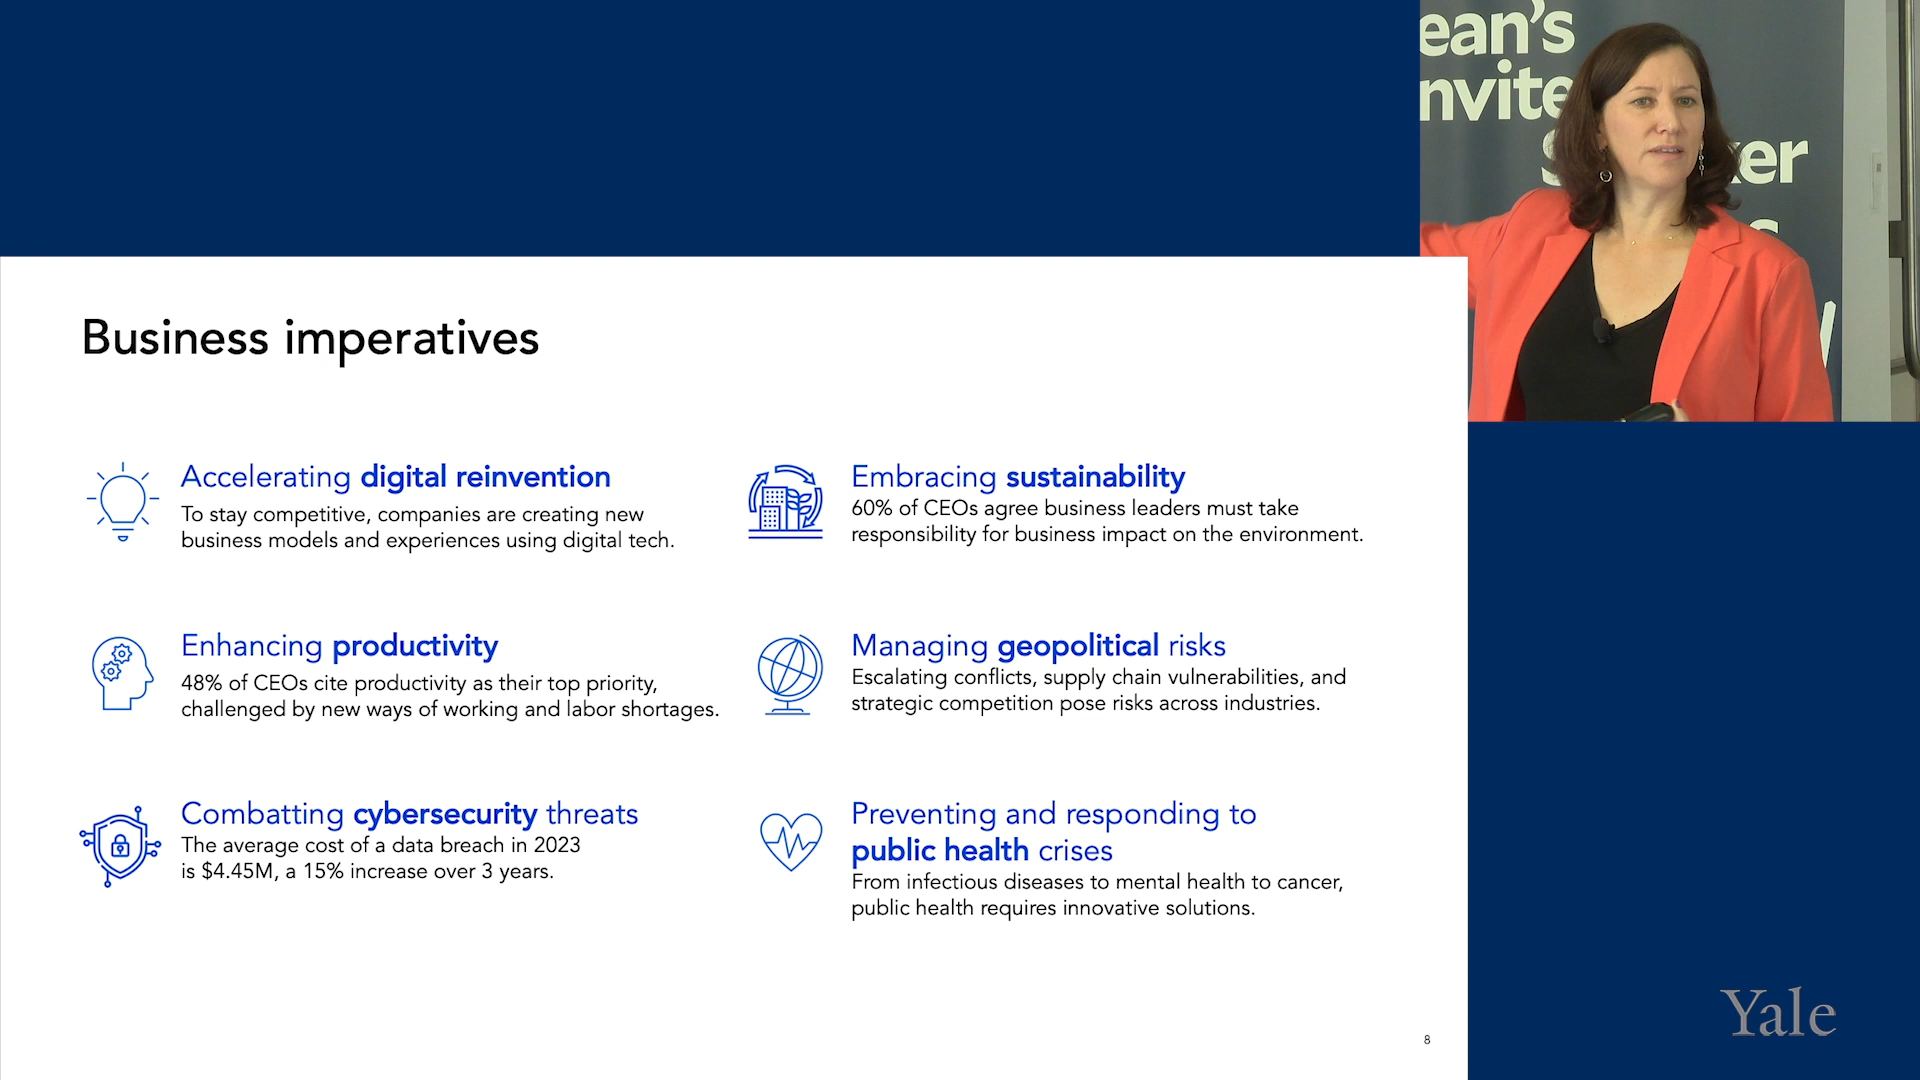 ean's
nvite
ker
Business imperatives
Accelerating digital reinvention
To stay competitive, companies are creating new
business models and experiences using digital tech.
Enhancing productivity
48% of CEOs cite productivity as their top priority,
challenged by new ways of working and labor shortages.
Combatting cybersecurity threats
The average cost of a data breach in 2023
is $4.45M, a 15% increase over 3 years.
Embracing sustainability
60% of CEOs agree business leaders must take
responsibility for business impact on the environment.
Managing geopolitical risks
Escalating conflicts, supply chain vulnerabilities, and
strategic competition pose risks across industries.
Preventing and responding to
public health crises
From infectious diseases to mental health to cancer,
public health requires innovative solutions.
8
Yale